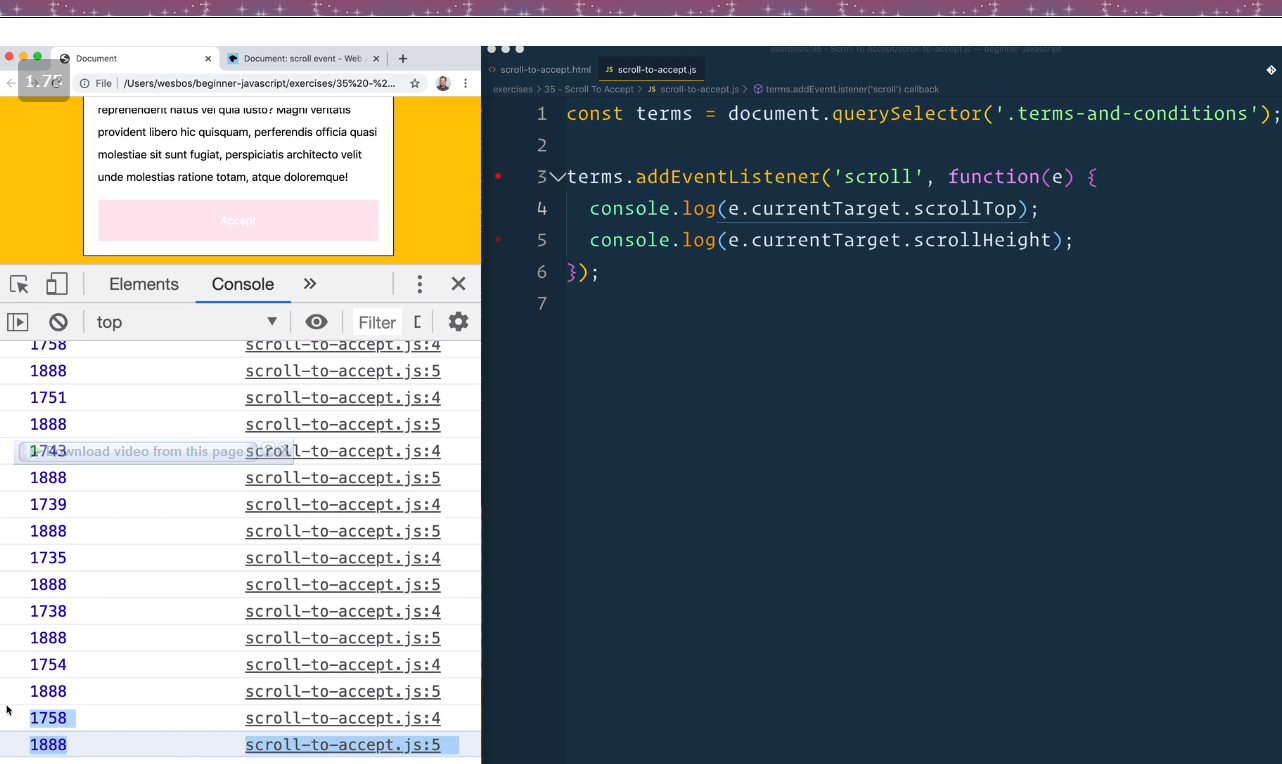 exercises/35 - Scroll To Accept/scroll-to-accept.js — beginner-javascript
Document
Document: scroll event - Web
scroll-to-accept.html
JS scroll-to-accept.js
1.75
File /Users/wesbos/beginner-javascript/exercises/35%20-%2...
exercises > 35 - Scroll To Accept > JS scroll-to-accept.js > terms.addEventListener('scroll') callback
reprehenderit natus vel quia iusto? Magni veritatis
provident libero hic quisquam, perferendis officia quasi
molestiae sit sunt fugiat, perspiciatis architecto velit
unde molestias ratione totam, atque doloremque!
Accept
1 const terms = document.querySelector('.terms-and-conditions');
2
3 terms.addEventListener('scroll', function(e) {
4 console.log(e.currentTarget.scrollTop);
5 console.log(e.currentTarget.scrollHeight);
6 });
7
Elements Console
top Filter
1758 scroll-to-accept.js:4
1888 scroll-to-accept.js:5
1751 scroll-to-accept.js:4
1888 scroll-to-accept.js:5
1743 scroll-to-accept.js:4
Download video from this page
1888 scroll-to-accept.js:5
1739 scroll-to-accept.js:4
1888 scroll-to-accept.js:5
1735 scroll-to-accept.js:4
1888 scroll-to-accept.js:5
1738 scroll-to-accept.js:4
1888 scroll-to-accept.js:5
1754 scroll-to-accept.js:4
1888 scroll-to-accept.js:5
1758 scroll-to-accept.js:4
1888 scroll-to-accept.js:5